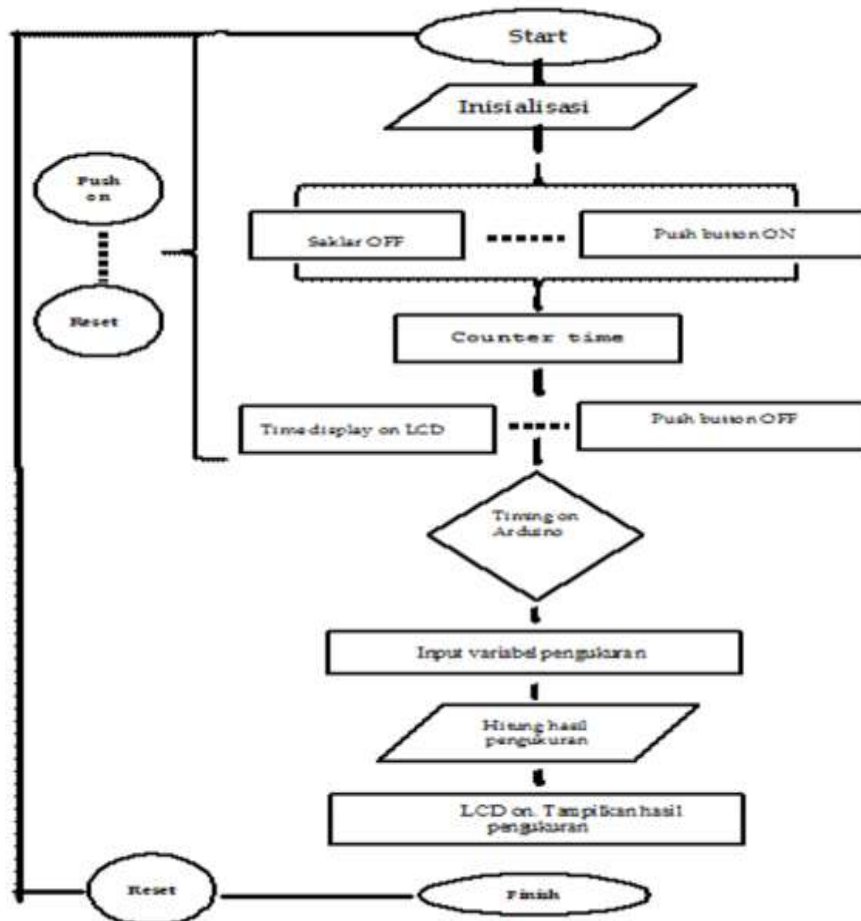 Start
Inisialisasi
Push
on
Saklar OFF
Push button ON
Reset
Counter time
Time display on LCD
Push button OFF
Timing on
Arduino
Input variabel pengukuran
Hitung hasil
pengukuran
LCD on. Tampilkan hasil
pengukuran
Reset
Finish